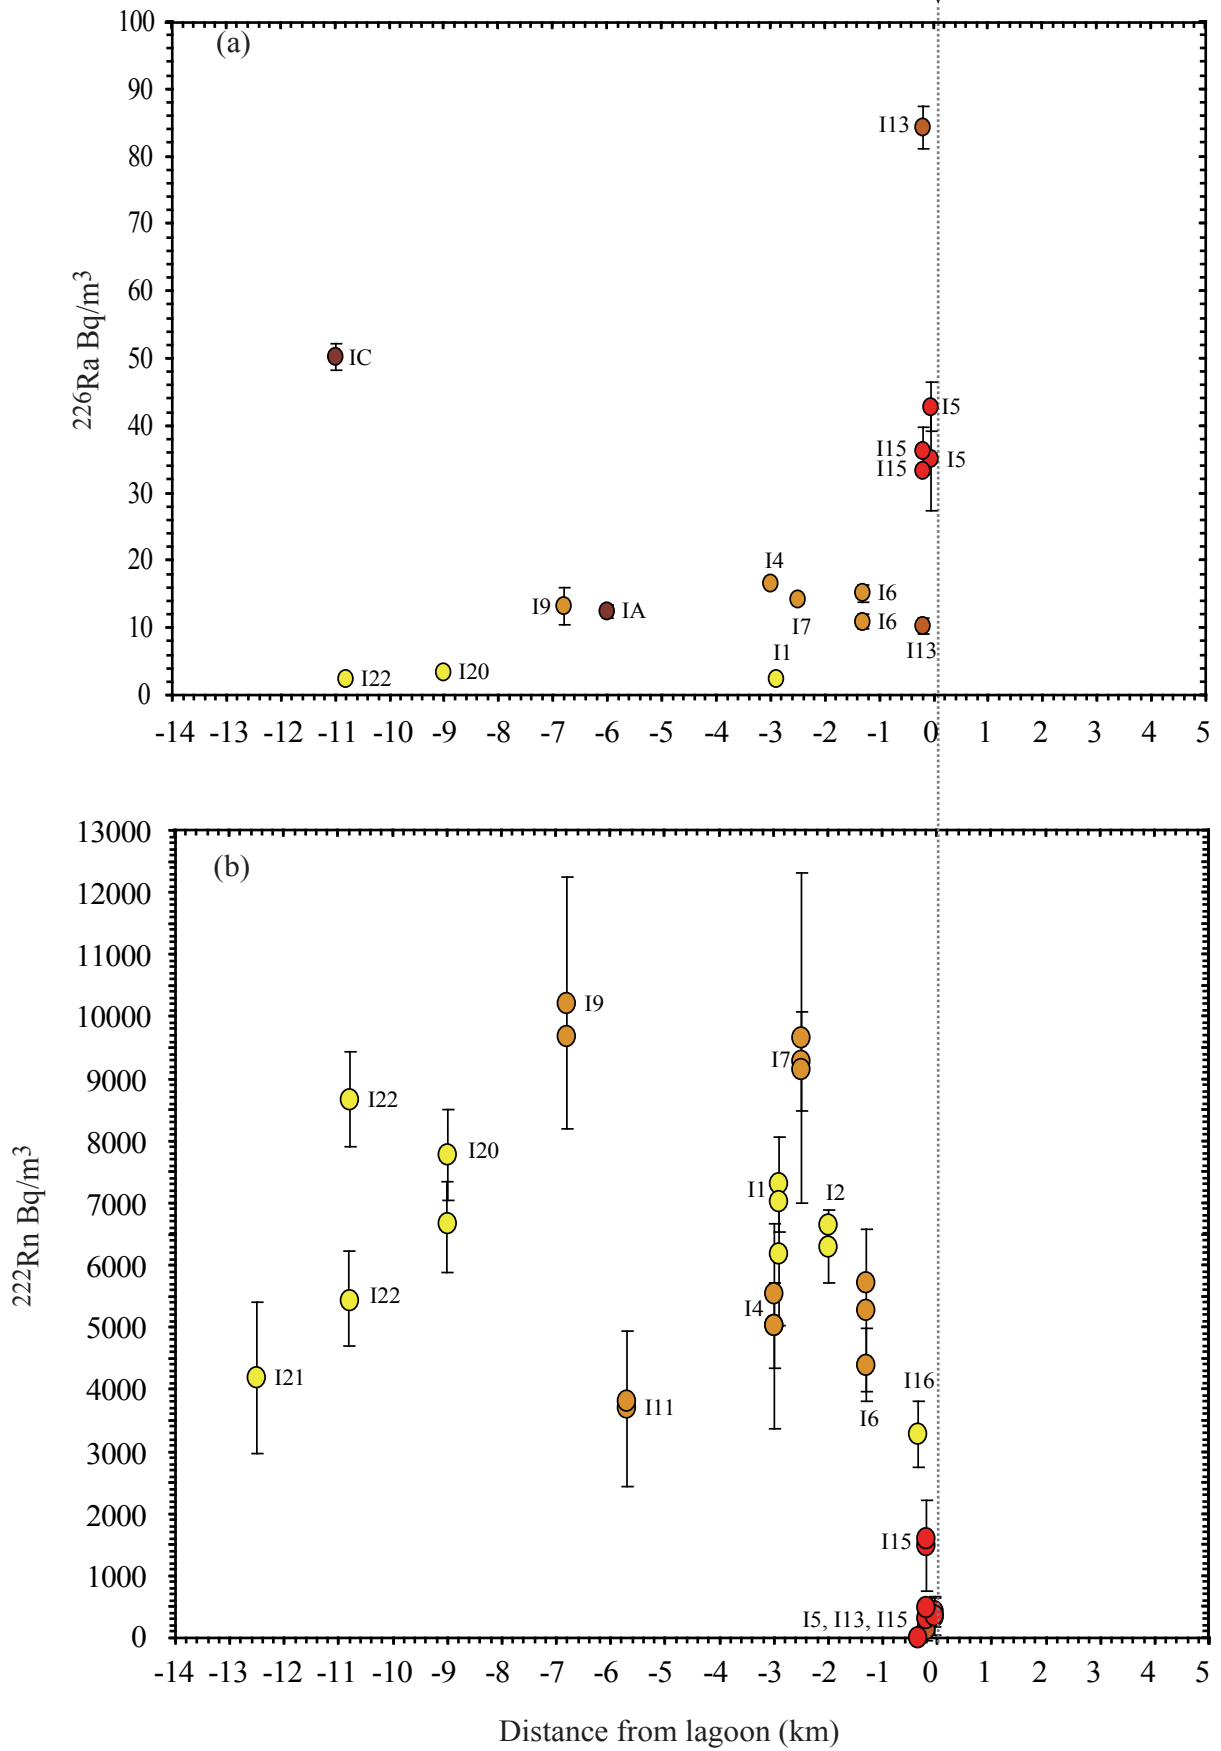 (a)
100
90
80
70
60
50
40
30
20
10
0
226Ra Bq/m3
I13
IC
I5
I15
I5
I15
I4
I9
IA
I7
I6
I6
I13
I1
I22
I20
-14 -13 -12 -11 -10 -9 -8 -7 -6 -5 -4 -3 -2 -1 0 1 2 3 4 5
(b)
13000
12000
11000
10000
9000
8000
7000
6000
5000
4000
3000
2000
1000
0
222Rn Bq/m3
I9
I7
I22
I20
I1
I2
I22
I4
I21
I11
I6
I16
I15
I5, I13, I15
-14 -13 -12 -11 -10 -9 -8 -7 -6 -5 -4 -3 -2 -1 0 1 2 3 4 5
Distance from lagoon (km)